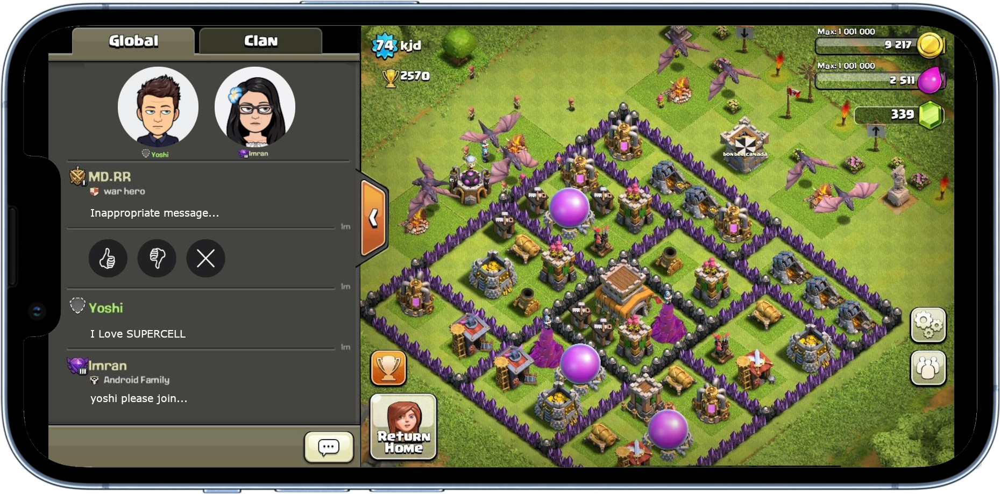 Global
Clan
Yoshi
Imran
MD.RR
war hero
Inappropriate message...
1m
1m
Yoshi
I Love SUPERCELL
1m
Imran
Android Family
yoshi please join...
74 kjd
2570
Max: 1 001 000
9 217
Max: 1 001 000
2 511
339
bonbee canada
Return
Home